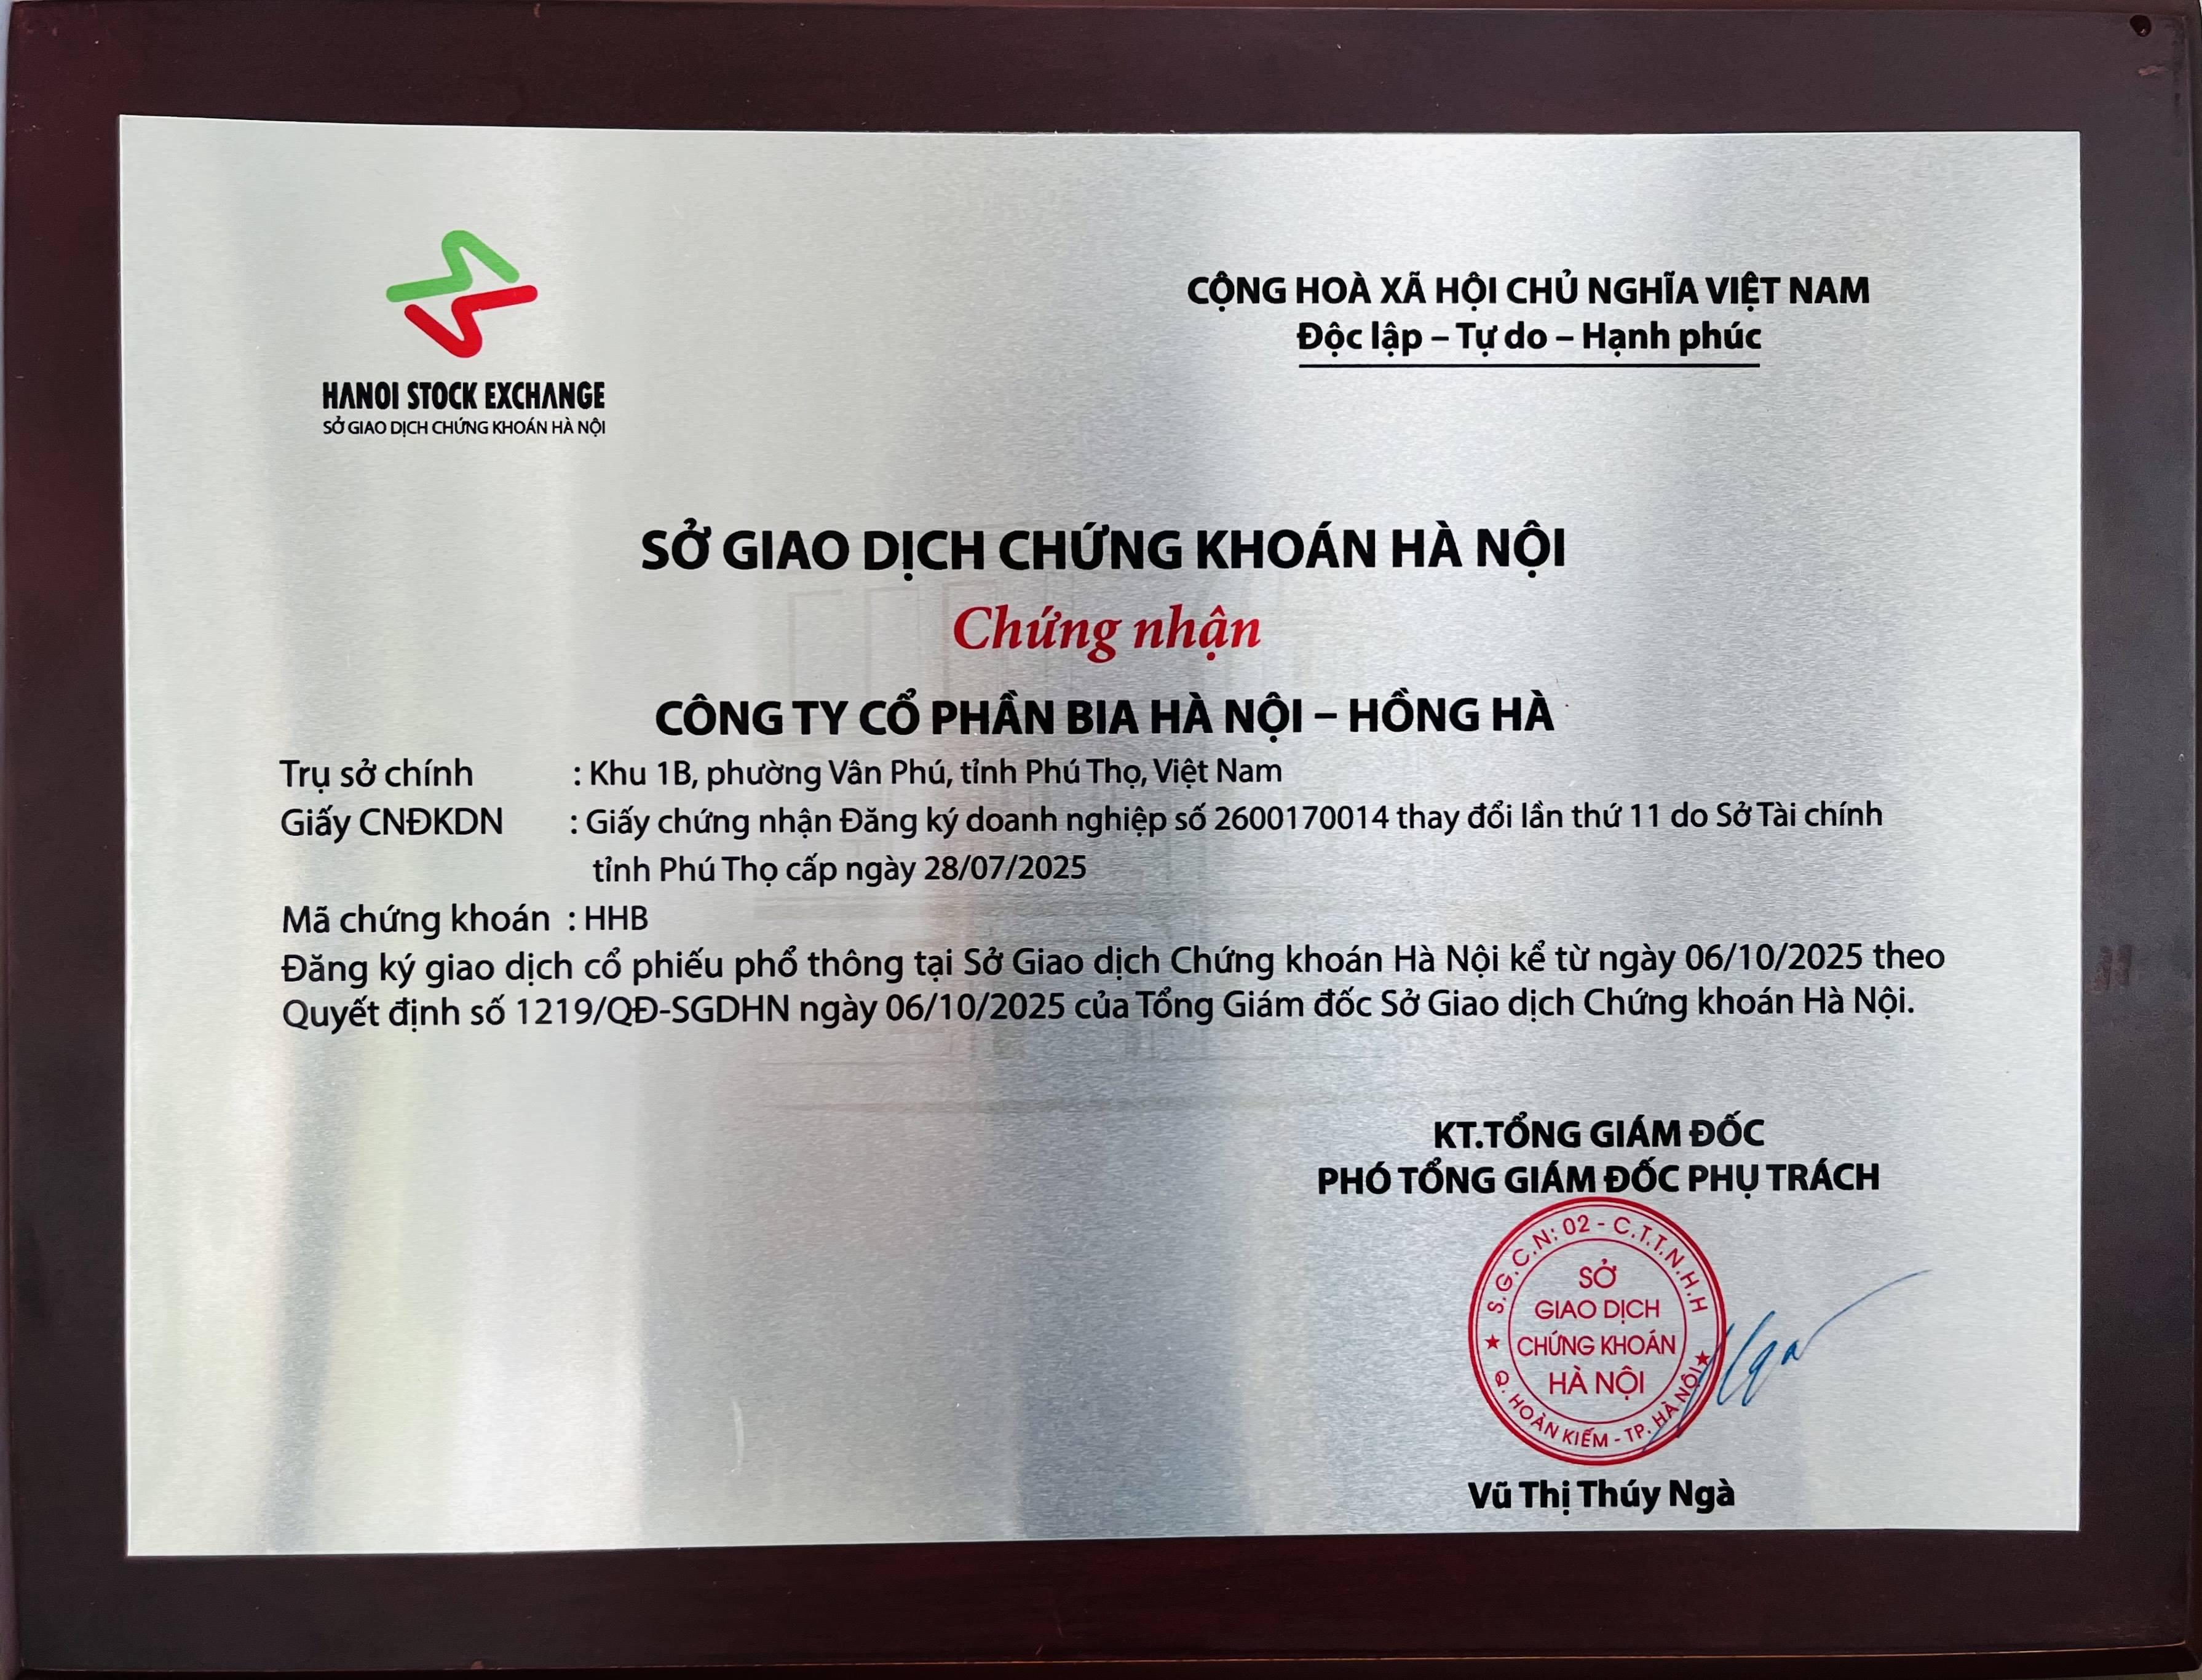 HANOI STOCK EXCHANGE
SỞ GIAO DỊCH CHỨNG KHOÁN HÀ NỘI
CỘNG HOÀ XÃ HỘI CHỦ NGHĨA VIỆT NAM
Độc lập – Tự do – Hạnh phúc
SỞ GIAO DỊCH CHỨNG KHOÁN HÀ NỘI
Chứng nhận
CÔNG TY CỔ PHẦN BIA HÀ NỘI – HỒNG HÀ
Trụ sở chính : Khu 1B, phường Vân Phú, tỉnh Phú Thọ, Việt Nam
Giấy CNĐKDN : Giấy chứng nhận Đăng ký doanh nghiệp số 2600170014 thay đổi lần thứ 11 do Sở Tài chính
tỉnh Phú Thọ cấp ngày 28/07/2025
Mã chứng khoán : HHB
Đăng ký giao dịch cổ phiếu phổ thông tại Sở Giao dịch Chứng khoán Hà Nội kể từ ngày 06/10/2025 theo
Quyết định số 1219/QĐ-SGDHN ngày 06/10/2025 của Tổng Giám đốc Sở Giao dịch Chứng khoán Hà Nội.
KT.TỔNG GIÁM ĐỐC
PHÓ TỔNG GIÁM ĐỐC PHỤ TRÁCH
S.G.C.N: 02 - C.T.T.N.H.H
SỞ
GIAO DỊCH
CHỨNG KHOÁN
HÀ NỘI
Q. HOÀN KIẾM - TP. HÀ NỘI
Ngà
Vũ Thị Thúy Ngà